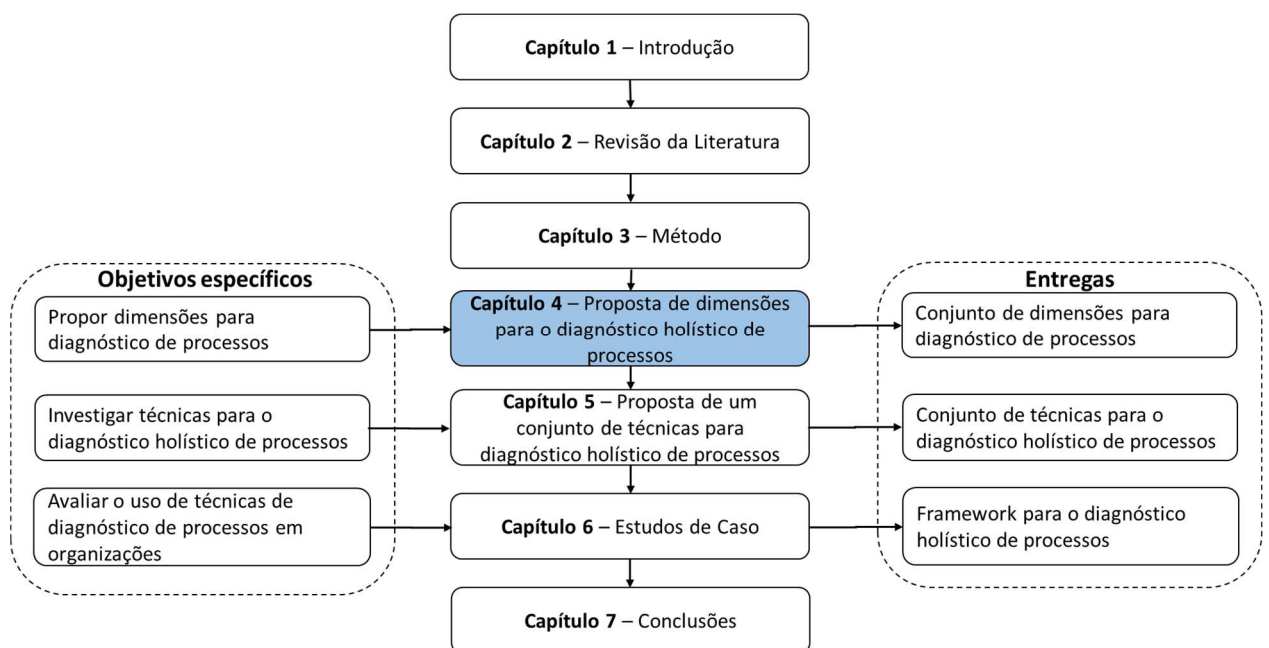 Capítulo 1 – Introdução
Capítulo 2 – Revisão da Literatura
Capítulo 3 – Método
Objetivos específicos
Propor dimensões para
diagnóstico de processos
Investigar técnicas para o
diagnóstico holístico de processos
Avaliar o uso de técnicas de
diagnóstico de processos em
organizações
Capítulo 4 – Proposta de dimensões
para o diagnóstico holístico de
processos
Capítulo 5 – Proposta de um
conjunto de técnicas para
diagnóstico holístico de processos
Capítulo 6 – Estudos de Caso
Capítulo 7 – Conclusões
Entregas
Conjunto de dimensões para
diagnóstico de processos
Conjunto de técnicas para o
diagnóstico holístico de processos
Framework para o diagnóstico
holístico de processos